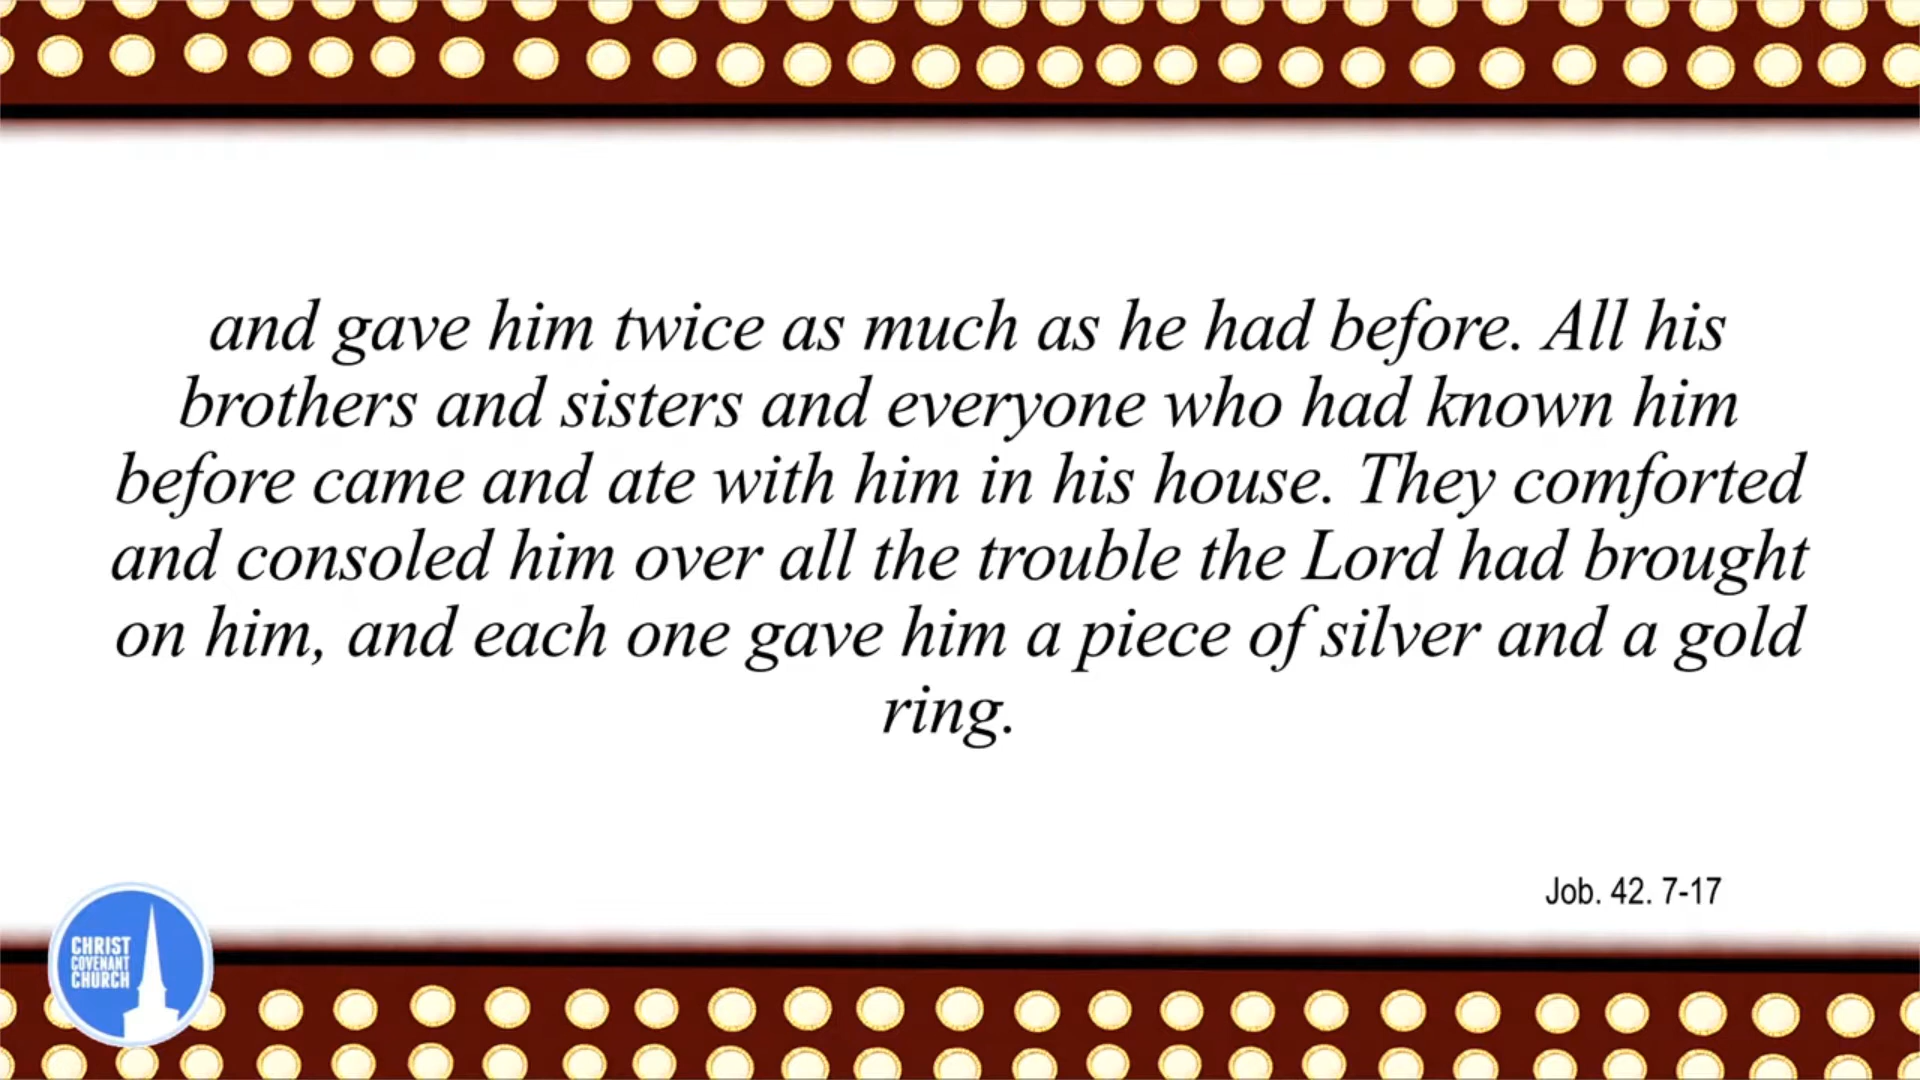 and gave him twice as much as he had before. All his
brothers and sisters and everyone who had known him
before came and ate with him in his house. They comforted
and consoled him over all the trouble the Lord had brought
on him, and each one gave him a piece of silver and a gold
ring.
Job. 42. 7-17
CHRIST
COVENANT
CHURCH